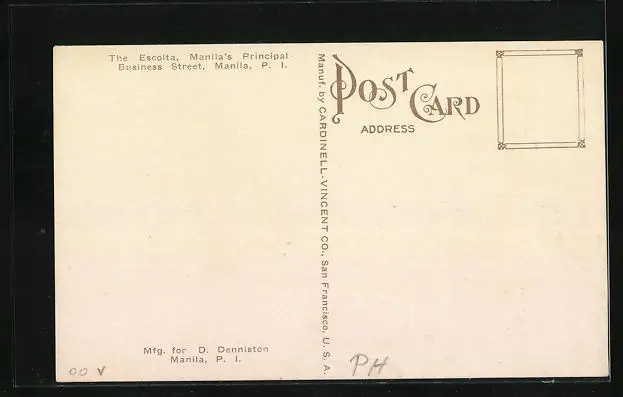 The Escolta, Manila's Principal
Business Street, Manila, P. I.
Mfg. for D. Denniston
Manila, P. I.
00 V
Manuf. by CARDINELL-VINCENT CO., San Francisco, U. S. A.
POST CARD
ADDRESS
PH